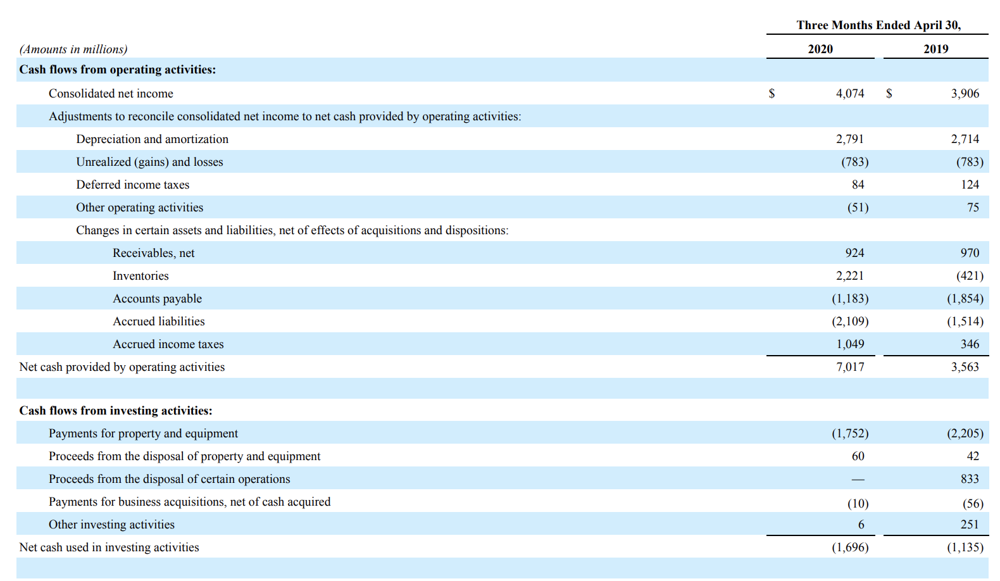 Three Months Ended April 30,
(Amounts in millions) 2020 2019
Cash flows from operating activities:
Consolidated net income $ 4,074 $ 3,906
Adjustments to reconcile consolidated net income to net cash provided by operating activities:
Depreciation and amortization 2,791 2,714
Unrealized (gains) and losses (783) (783)
Deferred income taxes 84 124
Other operating activities (51) 75
Changes in certain assets and liabilities, net of effects of acquisitions and dispositions:
Receivables, net 924 970
Inventories 2,221 (421)
Accounts payable (1,183) (1,854)
Accrued liabilities (2,109) (1,514)
Accrued income taxes 1,049 346
Net cash provided by operating activities 7,017 3,563
Cash flows from investing activities:
Payments for property and equipment (1,752) (2,205)
Proceeds from the disposal of property and equipment 60 42
Proceeds from the disposal of certain operations — 833
Payments for business acquisitions, net of cash acquired (10) (56)
Other investing activities 6 251
Net cash used in investing activities (1,696) (1,135)